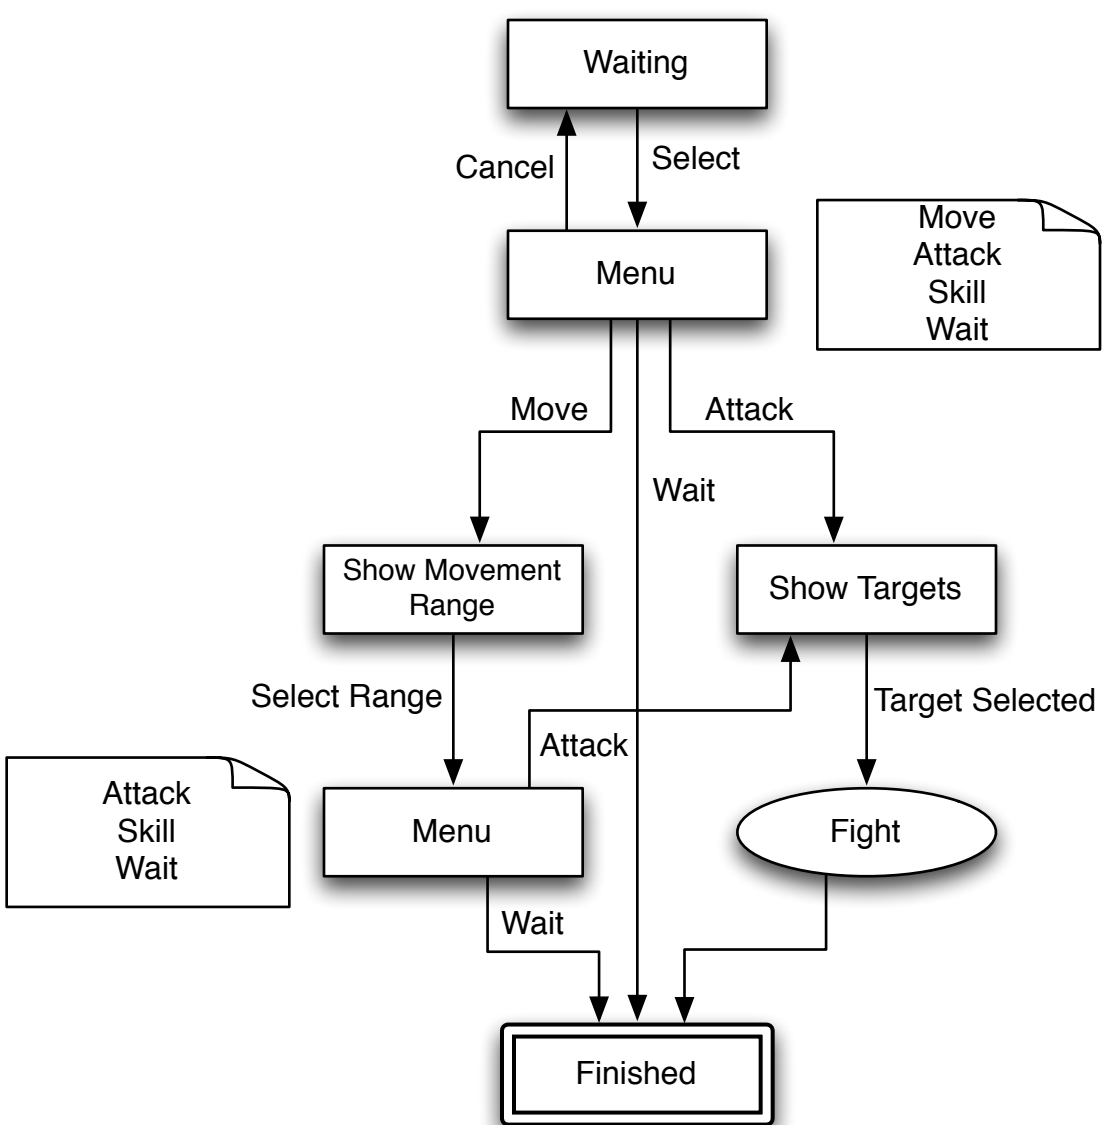 Waiting
Cancel
Select
Move
Attack
Skill
Wait
Menu
Move
Attack
Wait
Show Movement
Range
Show Targets
Select Range
Target Selected
Attack
Attack
Skill
Wait
Menu
Fight
Wait
Finished